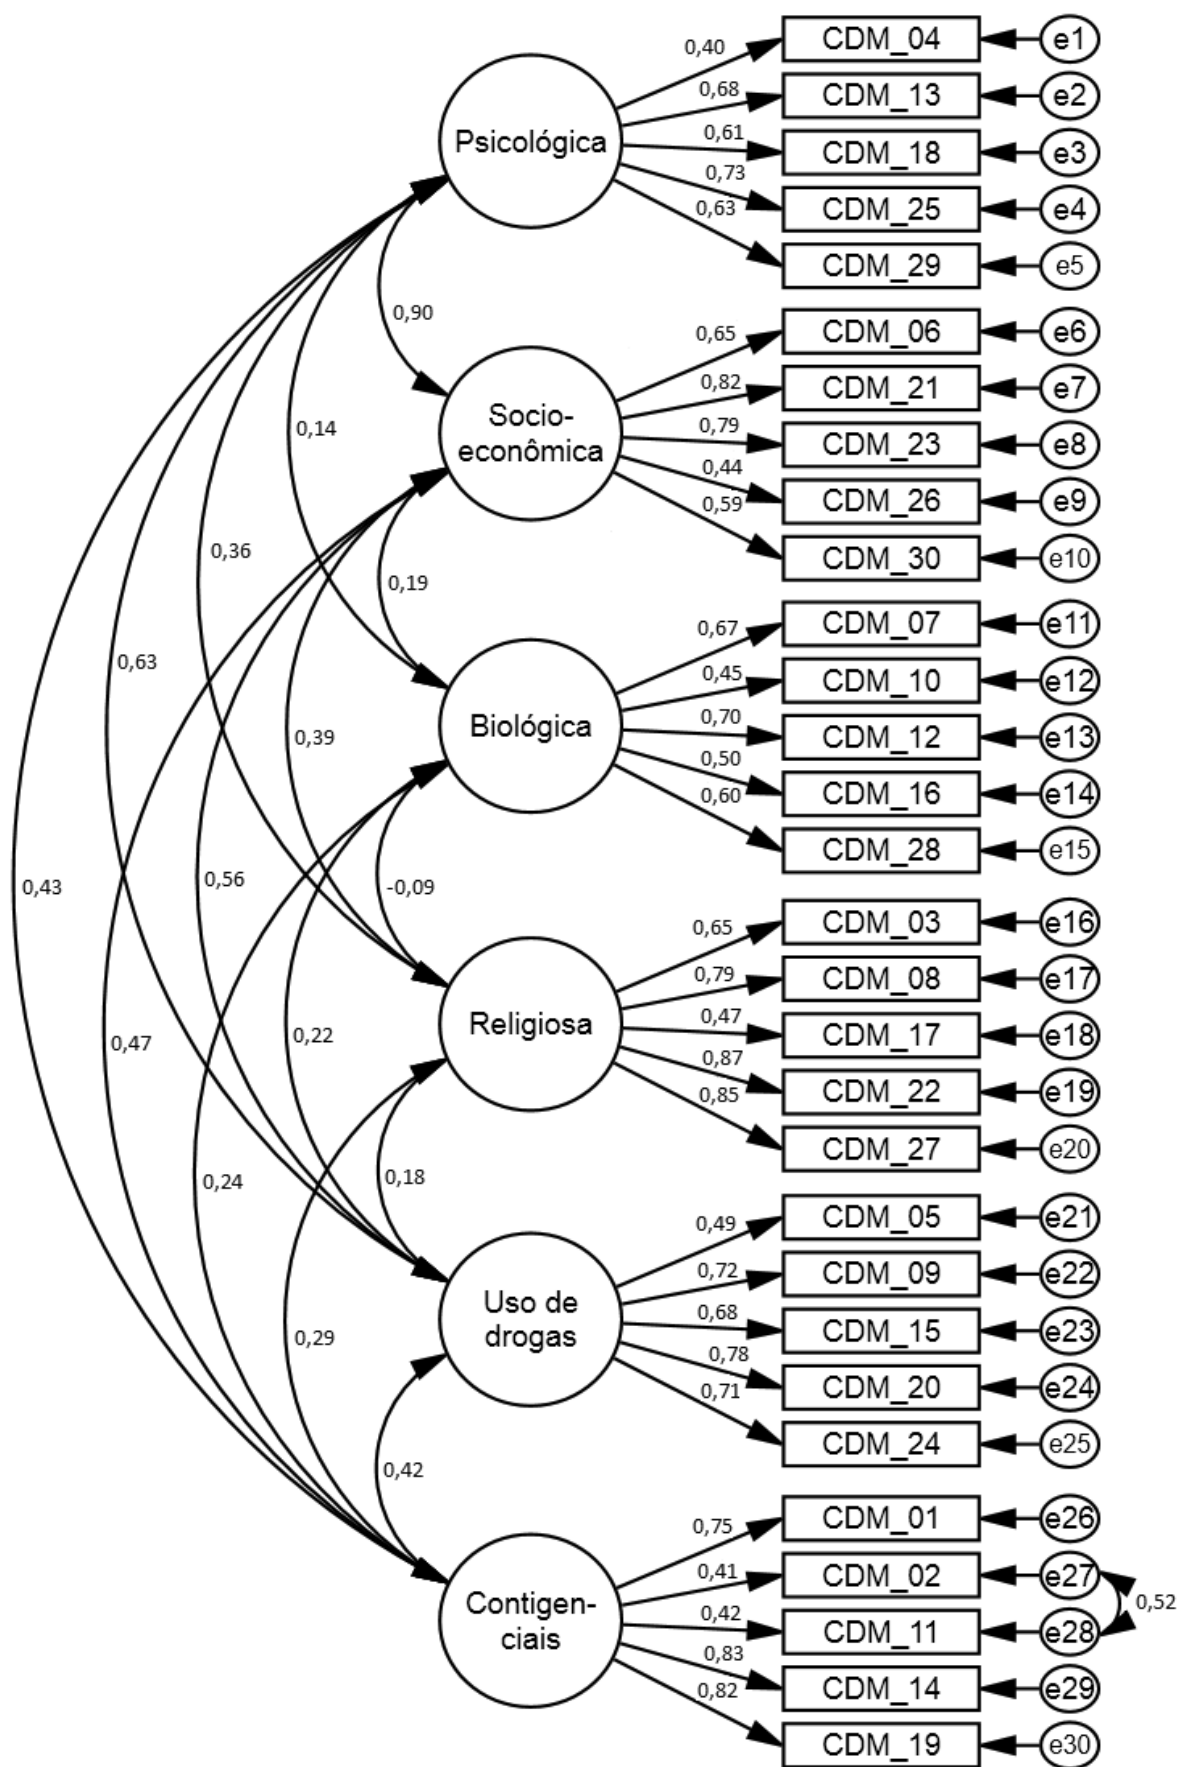 0,40
CDM_04
e1
0,68
CDM_13
e2
Psicológica
0,61
CDM_18
e3
0,73
CDM_25
e4
0,63
CDM_29
e5
0,90
0,65
CDM_06
e6
0,82
CDM_21
e7
Socio-
econômica
0,14
0,79
CDM_23
e8
0,44
CDM_26
e9
0,59
CDM_30
e10
0,36
0,19
0,67
CDM_07
e11
0,45
CDM_10
e12
0,63
Biológica
0,70
CDM_12
e13
0,39
0,50
CDM_16
e14
0,60
CDM_28
e15
0,43
0,56
-0,09
0,65
CDM_03
e16
0,79
CDM_08
e17
Religiosa
0,47
CDM_17
e18
0,47
0,22
0,87
CDM_22
e19
0,85
CDM_27
e20
0,24
0,18
0,49
CDM_05
e21
0,72
CDM_09
e22
Uso de
drogas
0,68
CDM_15
e23
0,29
0,78
CDM_20
e24
0,71
CDM_24
e25
0,42
0,75
CDM_01
e26
0,41
CDM_02
e27
0,52
Contigen-
ciais
0,42
CDM_11
e28
0,83
CDM_14
e29
0,82
CDM_19
e30